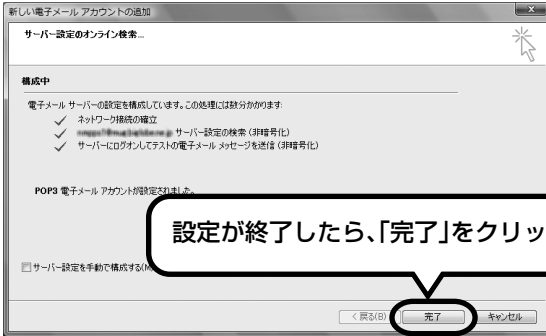 新しい電子メール アカウントの追加
サーバー設定のオンライン検索...
構成中
電子メール サーバーの設定を構成しています。この処理には数分かかります:
ネットワーク接続の確立
サーバー設定の検索 (非暗号化)
サーバーにログオンしてテストの電子メール メッセージを送信 (非暗号化)
POP3 電子メール アカウントが設定されました。
設定が終了したら、「完了」をクリッ
サーバー設定を手動で構成する(M
< 戻る(B)
完了
キャンセル